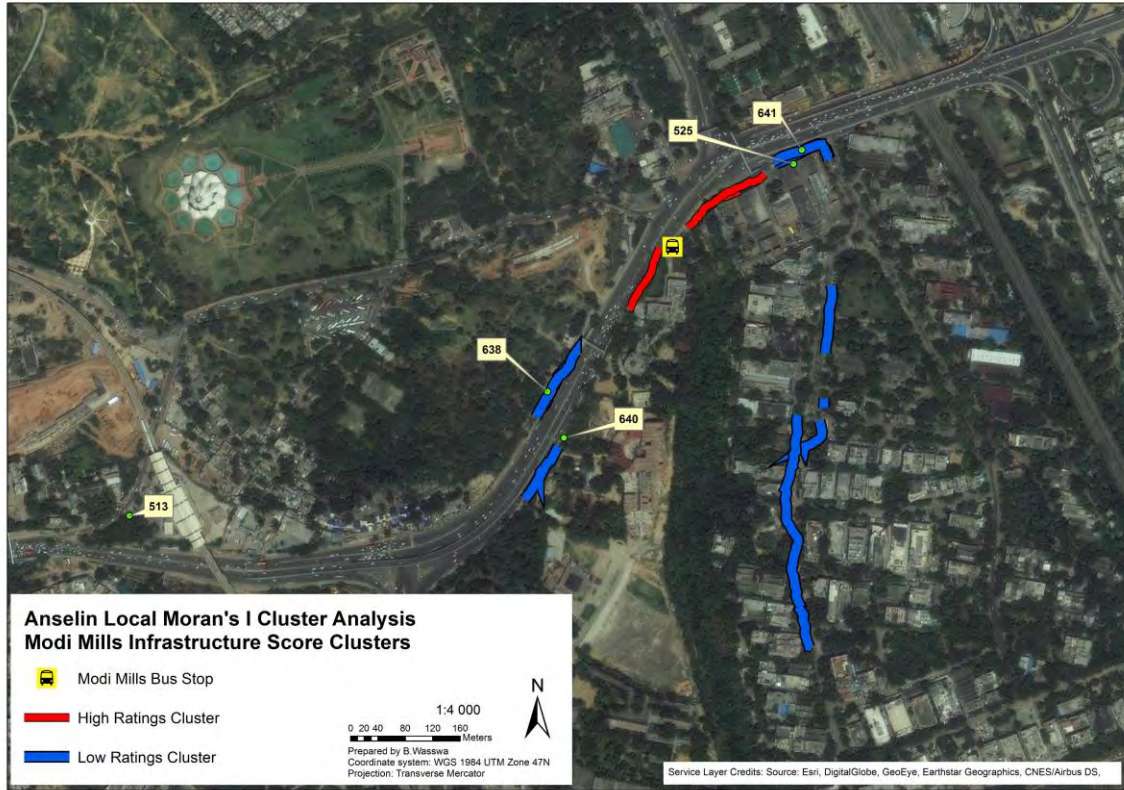 641
525
638
640
513
Anselin Local Moran's I Cluster Analysis
Modi Mills Infrastructure Score Clusters
Modi Mills Bus Stop
High Ratings Cluster
Low Ratings Cluster
N
1:4 000
0 20 40 80 120 160
Meters
Prepared by B.Wasswa
Coordinate system: WGS 1984 UTM Zone 47N
Projection: Transverse Mercator
Service Layer Credits: Source: Esri, DigitalGlobe, GeoEye, Earthstar Geographics, CNES/Airbus DS,